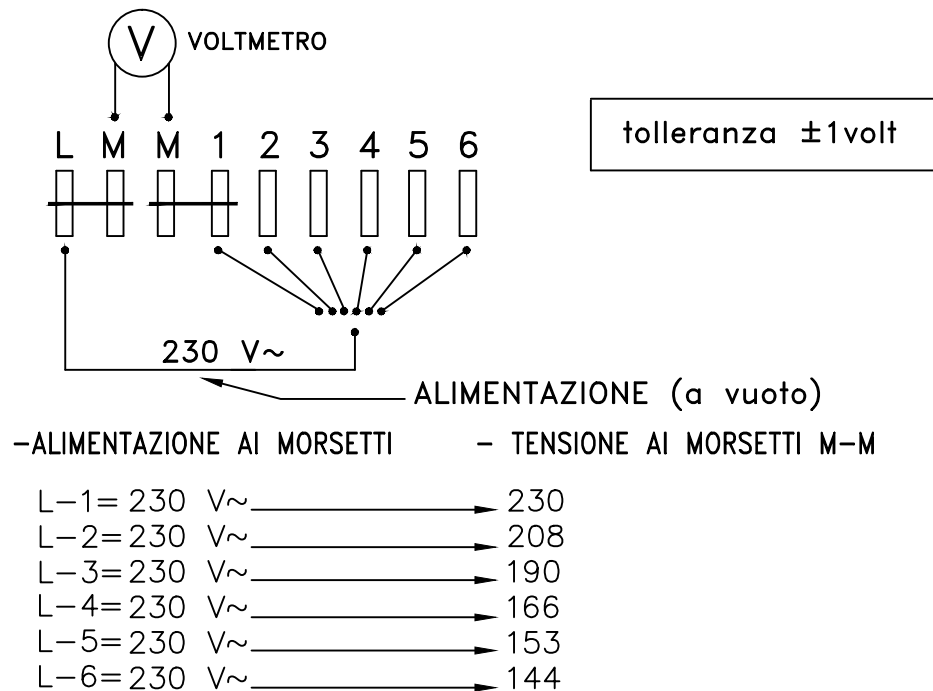 V VOLTMETRO
L M M 1 2 3 4 5 6
tolleranza ±1volt
230 V~
ALIMENTAZIONE (a vuoto)
-ALIMENTAZIONE AI MORSETTI - TENSIONE AI MORSETTI M-M
L-1= 230 V~ 230
L-2= 230 V~ 208
L-3= 230 V~ 190
L-4= 230 V~ 166
L-5= 230 V~ 153
L-6= 230 V~ 144